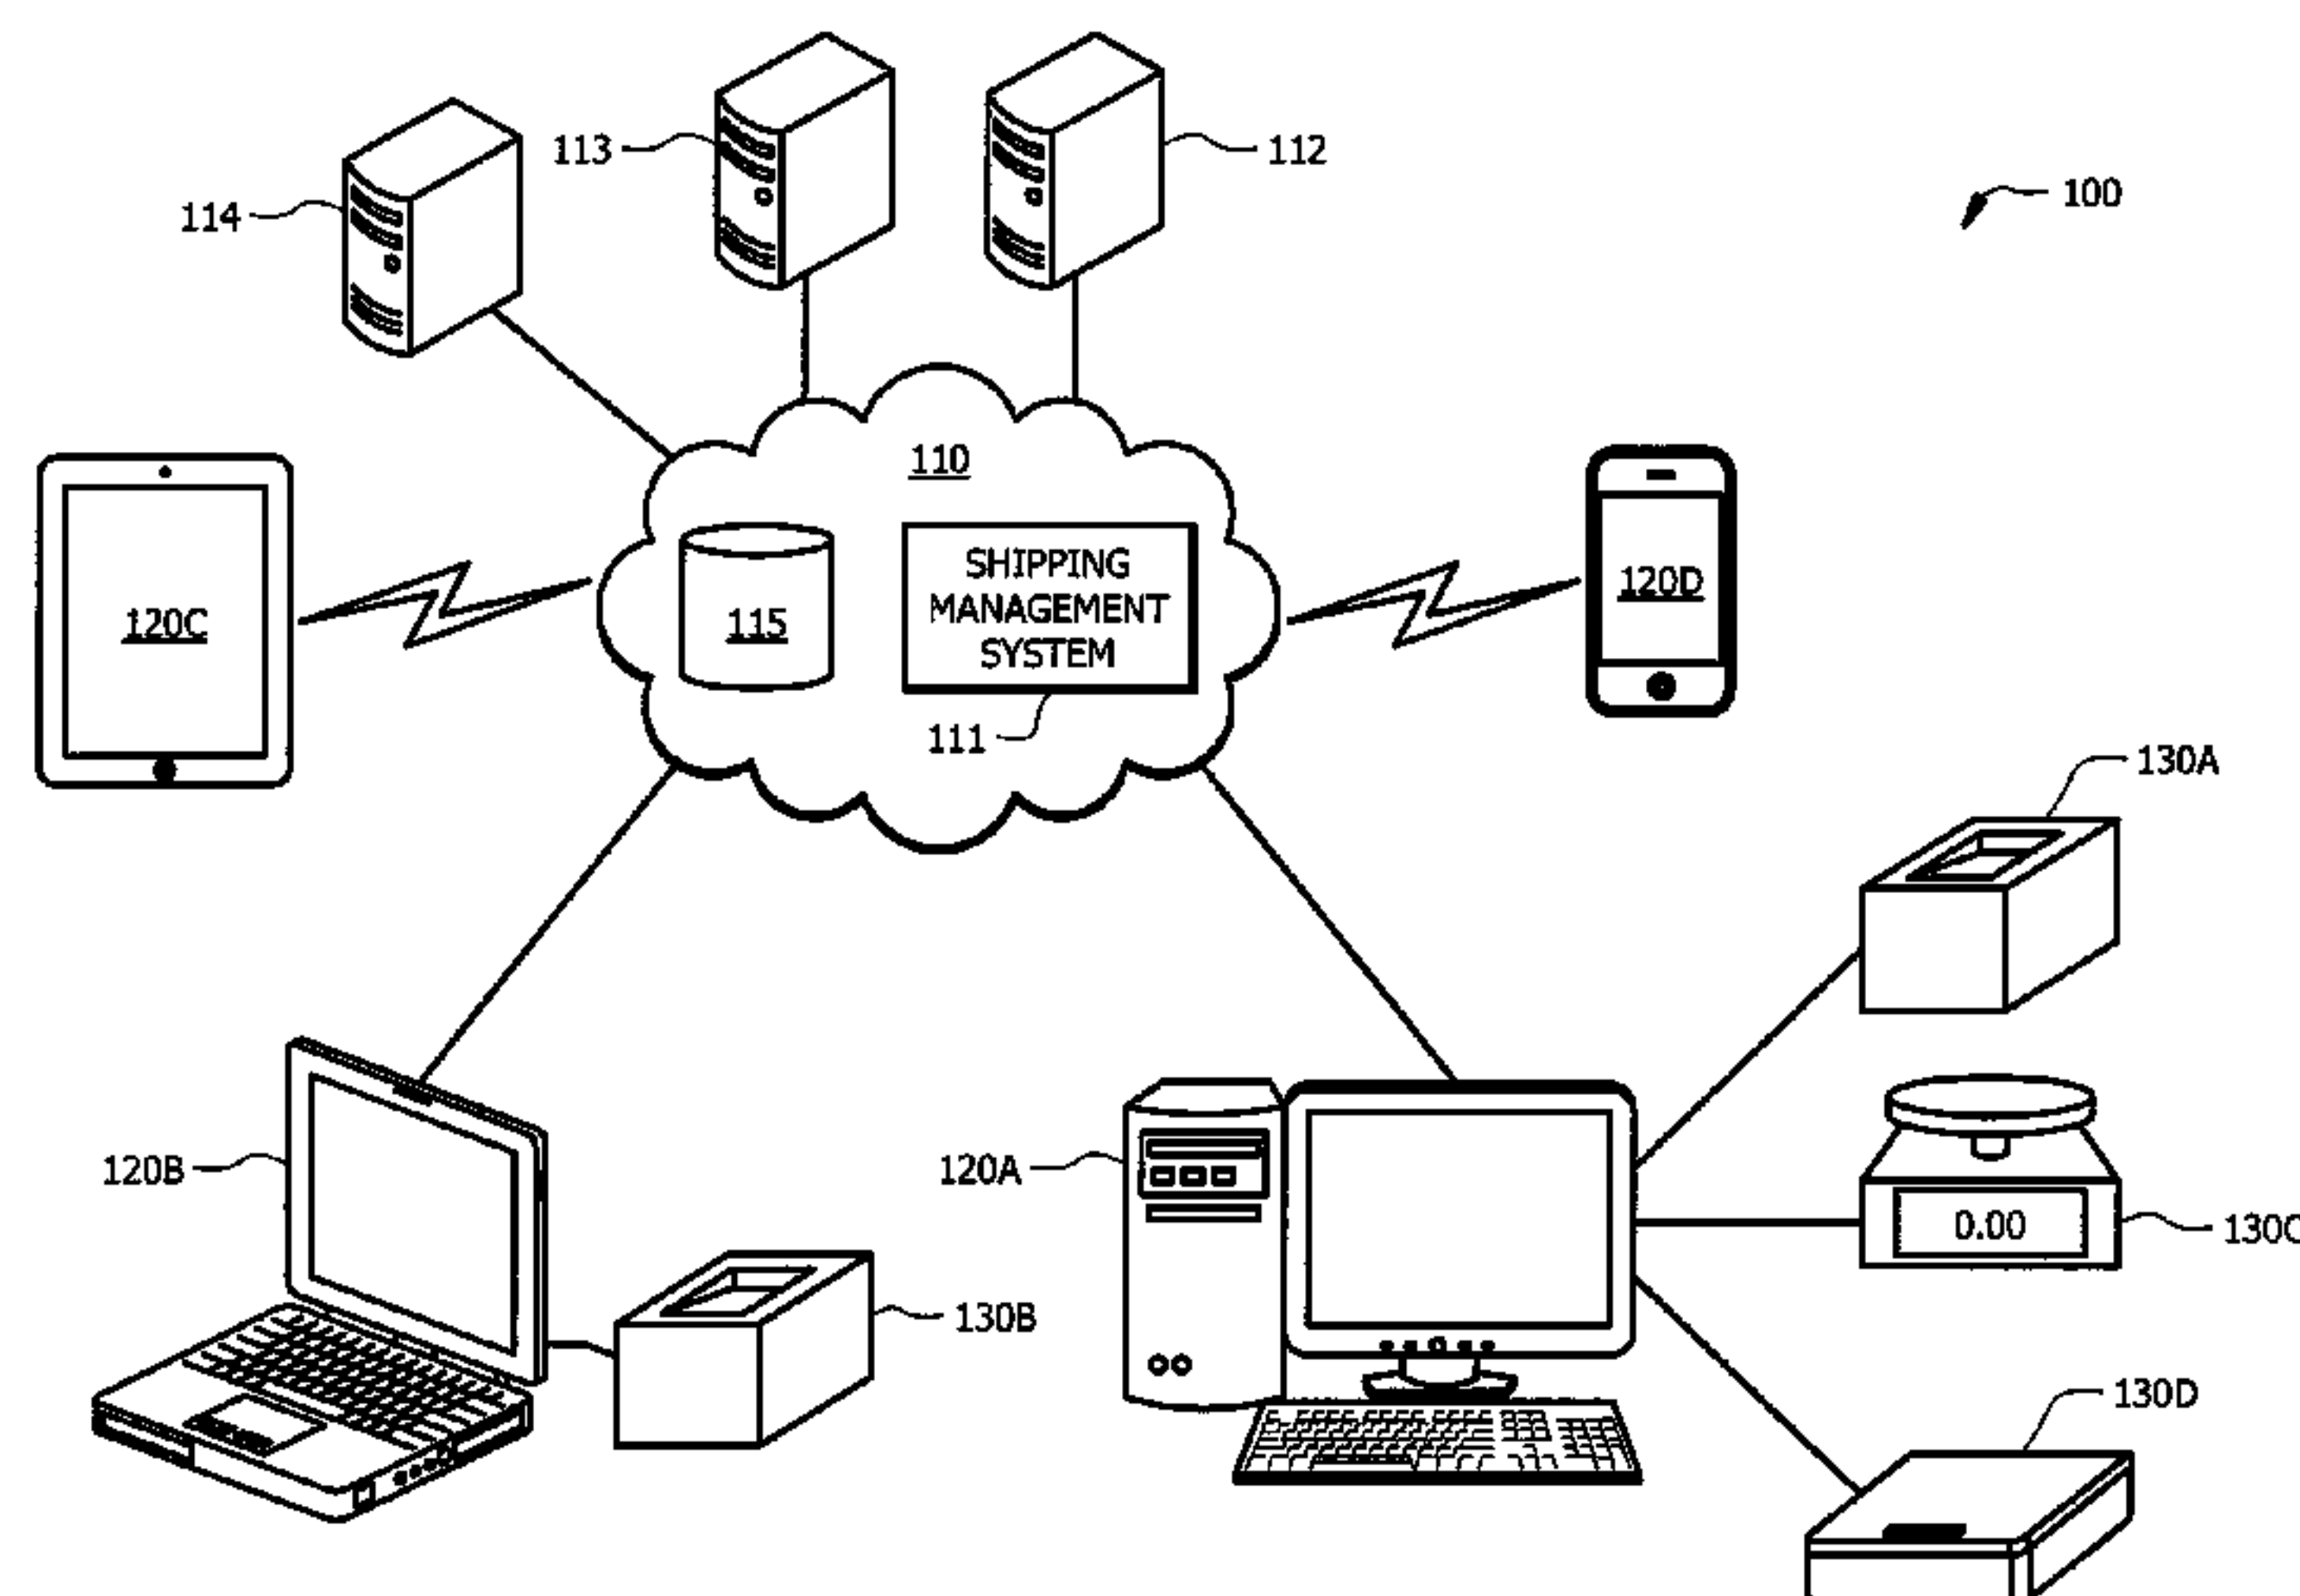 113
112
114
100
110
120C
115
SHIPPING
MANAGEMENT
SYSTEM
120D
111
130A
120B
120A
0.00
130C
130B
130D